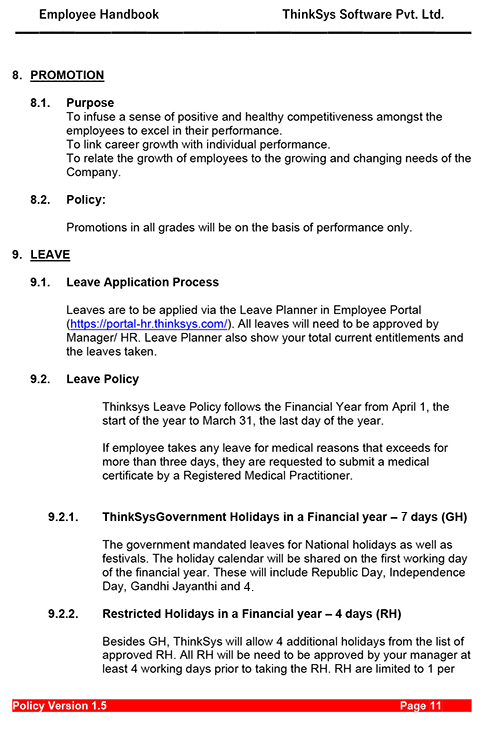 Employee Handbook ThinkSys Software Pvt. Ltd.
8. PROMOTION
8.1. Purpose
To infuse a sense of positive and healthy competitiveness amongst the
employees to excel in their performance.
To link career growth with individual performance.
To relate the growth of employees to the growing and changing needs of the
Company.
8.2. Policy:
Promotions in all grades will be on the basis of performance only.
9. LEAVE
9.1. Leave Application Process
Leaves are to be applied via the Leave Planner in Employee Portal
(https://portal-hr.thinksys.com/). All leaves will need to be approved by
Manager/ HR. Leave Planner also show your total current entitlements and
the leaves taken.
9.2. Leave Policy
Thinksys Leave Policy follows the Financial Year from April 1, the
start of the year to March 31, the last day of the year.
If employee takes any leave for medical reasons that exceeds for
more than three days, they are requested to submit a medical
certificate by a Registered Medical Practitioner.
9.2.1. ThinkSysGovernment Holidays in a Financial year – 7 days (GH)
The government mandated leaves for National holidays as well as
festivals. The holiday calendar will be shared on the first working day
of the financial year. These will include Republic Day, Independence
Day, Gandhi Jayanthi and 4.
9.2.2. Restricted Holidays in a Financial year – 4 days (RH)
Besides GH, ThinkSys will allow 4 additional holidays from the list of
approved RH. All RH will be need to be approved by your manager at
least 4 working days prior to taking the RH. RH are limited to 1 per
Policy Version 1.5 Page 11